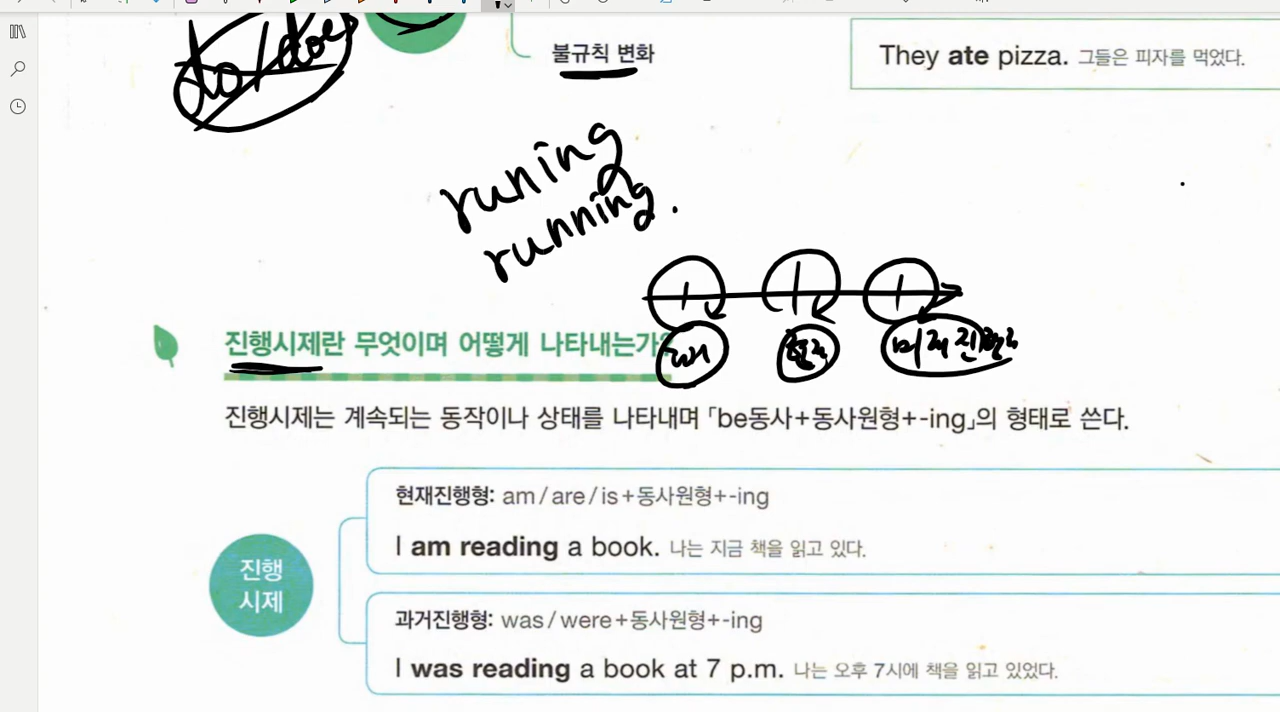 do/does
불규칙 변화
They ate pizza. 그들은 피자를 먹었다.
runing
running.
진행시제란 무엇이며 어떻게 나타내는가?
미래 진행
진행시제는 계속되는 동작이나 상태를 나타내며 「be동사+동사원형+-ing」의 형태로 쓴다.
진행
시제
현재진행형: am/are/is+동사원형+-ing
I am reading a book. 나는 지금 책을 읽고 있다.
과거진행형: was/were+동사원형+-ing
I was reading a book at 7 p.m. 나는 오후 7시에 책을 읽고 있었다.